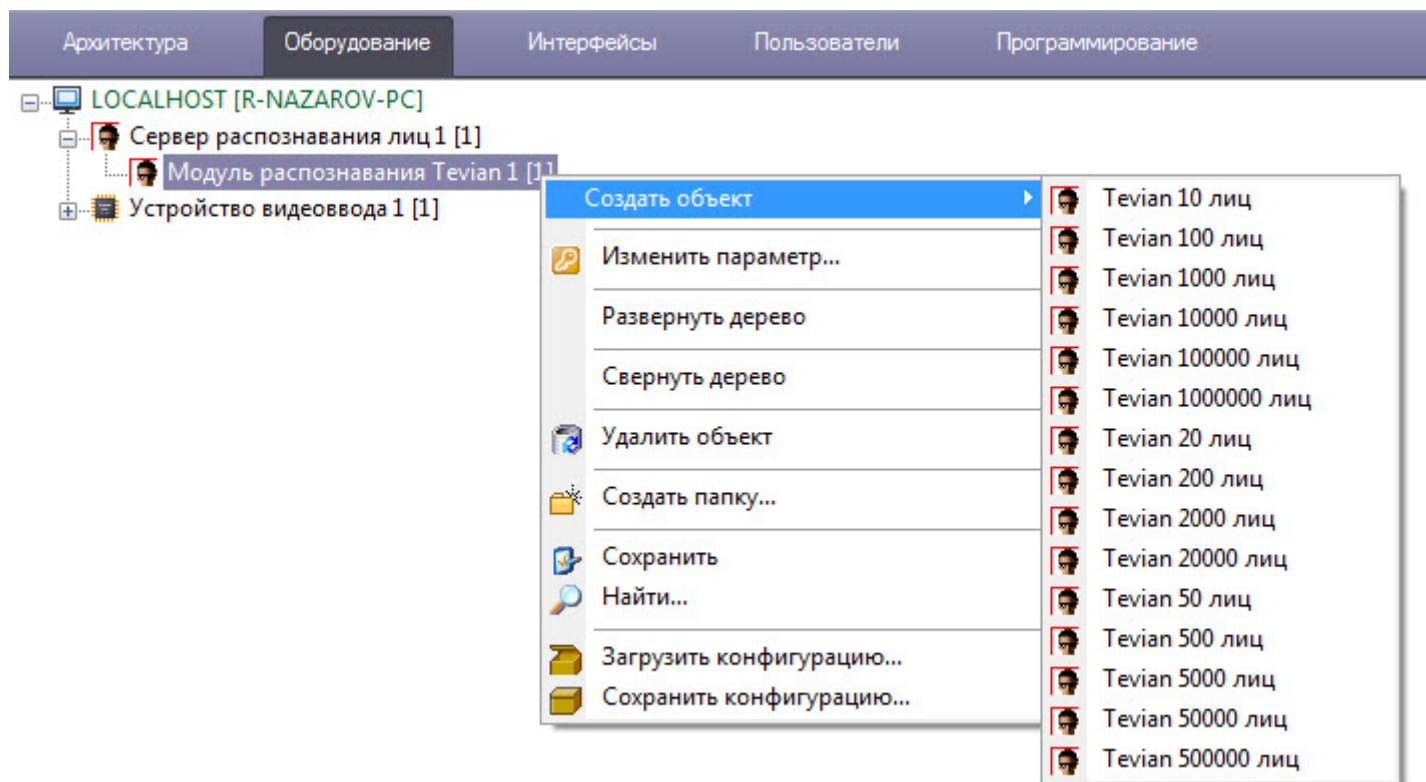 Архитектура Оборудование Интерфейсы Пользователи Программирование
LOCALHOST [R-NAZAROV-PC]
Сервер распознавания лиц 1 [1]
Модуль распознавания Tevian 1 [1]
Устройство видеоввода 1 [1]
Создать объект
Изменить параметр...
Развернуть дерево
Свернуть дерево
Удалить объект
Создать папку...
Сохранить
Найти...
Загрузить конфигурацию...
Сохранить конфигурацию...
Tevian 10 лиц
Tevian 100 лиц
Tevian 1000 лиц
Tevian 10000 лиц
Tevian 100000 лиц
Tevian 1000000 лиц
Tevian 20 лиц
Tevian 200 лиц
Tevian 2000 лиц
Tevian 20000 лиц
Tevian 50 лиц
Tevian 500 лиц
Tevian 5000 лиц
Tevian 50000 лиц
Tevian 500000 лиц